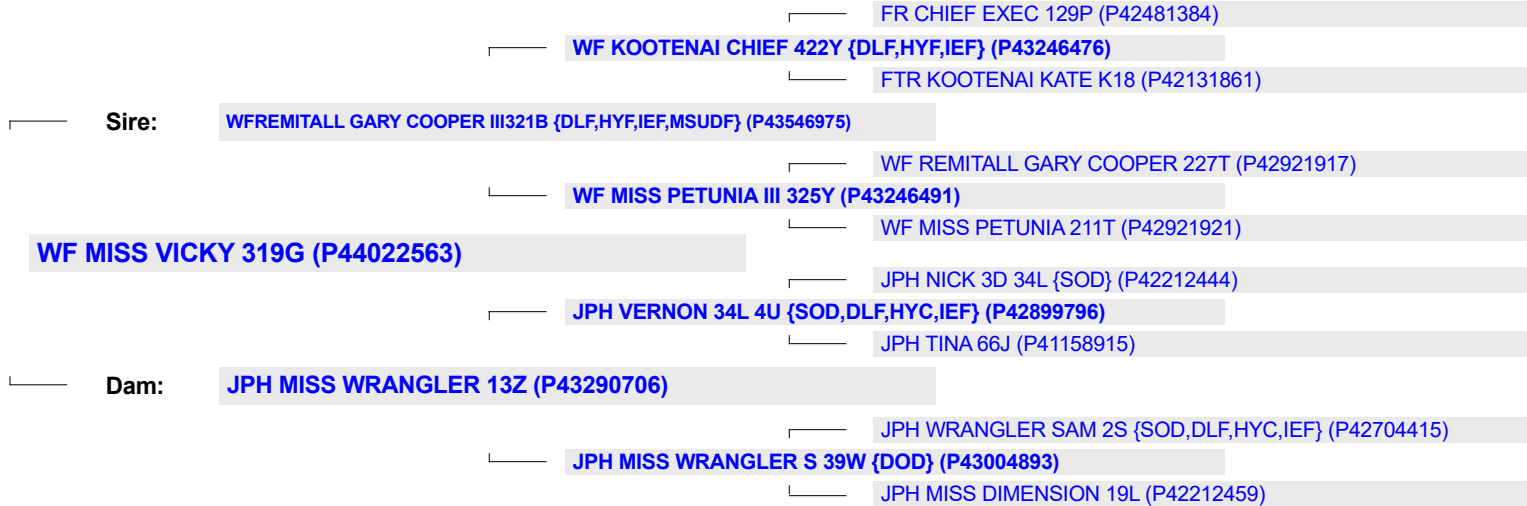 FR CHIEF EXEC 129P (P42481384)
WF KOOTENAI CHIEF 422Y {DLF,HYF,IEF} (P43246476)
FTR KOOTENAI KATE K18 (P42131861)
Sire: WFREMITALL GARY COOPER III321B {DLF,HYF,IEF,MSUDF} (P43546975)
WF REMITALL GARY COOPER 227T (P42921917)
WF MISS PETUNIA III 325Y (P43246491)
WF MISS PETUNIA 211T (P42921921)
WF MISS VICKY 319G (P44022563)
JPH NICK 3D 34L {SOD} (P42212444)
JPH VERNON 34L 4U {SOD,DLF,HYC,IEF} (P42899796)
JPH TINA 66J (P41158915)
Dam: JPH MISS WRANGLER 13Z (P43290706)
JPH WRANGLER SAM 2S {SOD,DLF,HYC,IEF} (P42704415)
JPH MISS WRANGLER S 39W {DOD} (P43004893)
JPH MISS DIMENSION 19L (P42212459)